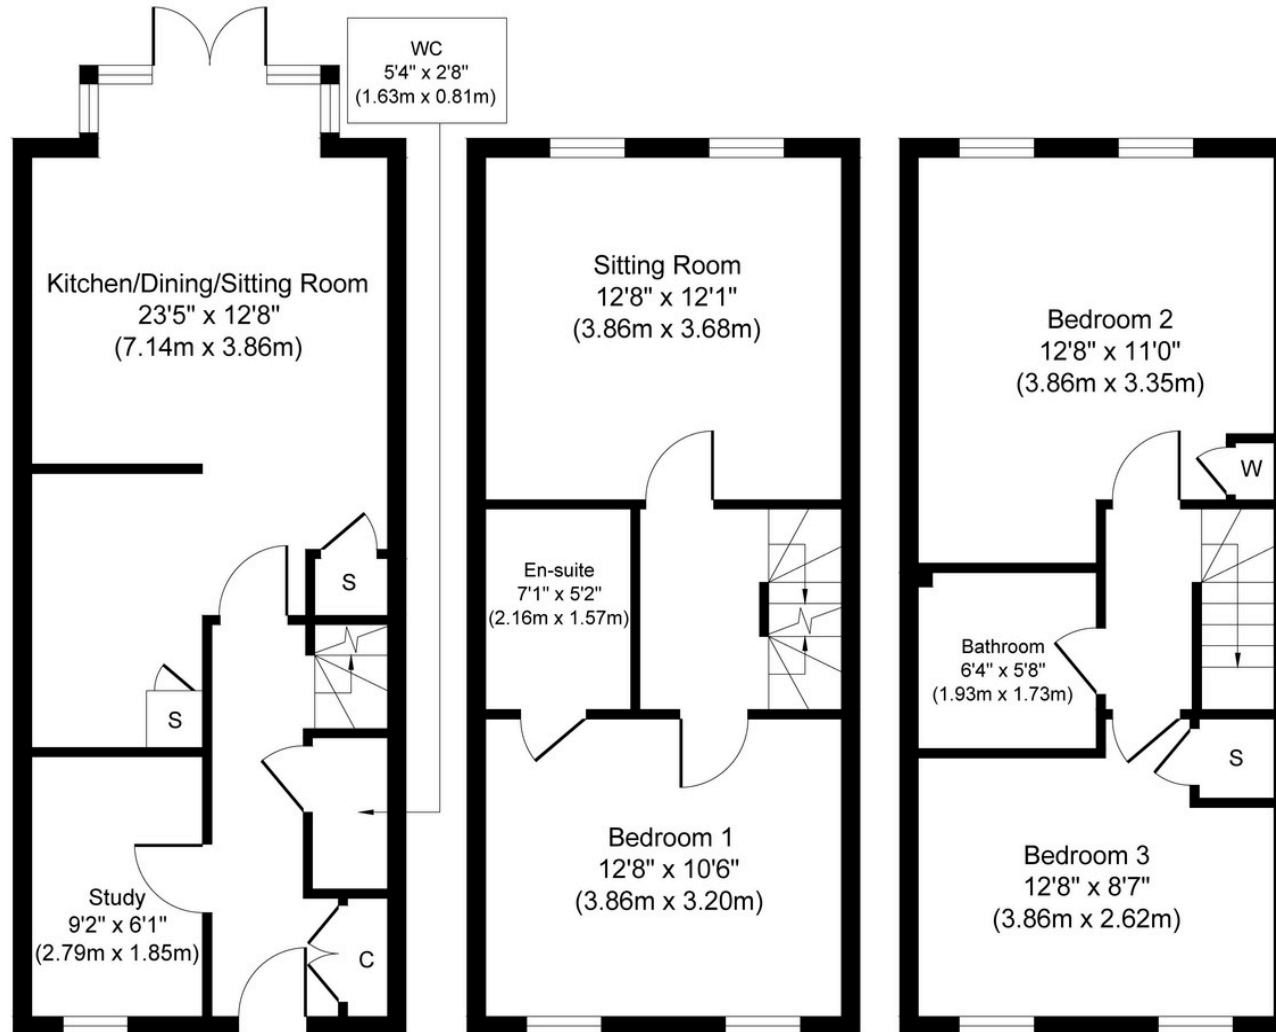 WC
5'4" x 2'8"
(1.63m x 0.81m)
Kitchen/Dining/Sitting Room
23'5" x 12'8"
(7.14m x 3.86m)
S
S
Study
9'2" x 6'1"
(2.79m x 1.85m)
C
Sitting Room
12'8" x 12'1"
(3.86m x 3.68m)
En-suite
7'1" x 5'2"
(2.16m x 1.57m)
Bedroom 1
12'8" x 10'6"
(3.86m x 3.20m)
Bedroom 2
12'8" x 11'0"
(3.86m x 3.35m)
W
Bathroom
6'4" x 5'8"
(1.93m x 1.73m)
S
Bedroom 3
12'8" x 8'7"
(3.86m x 2.62m)